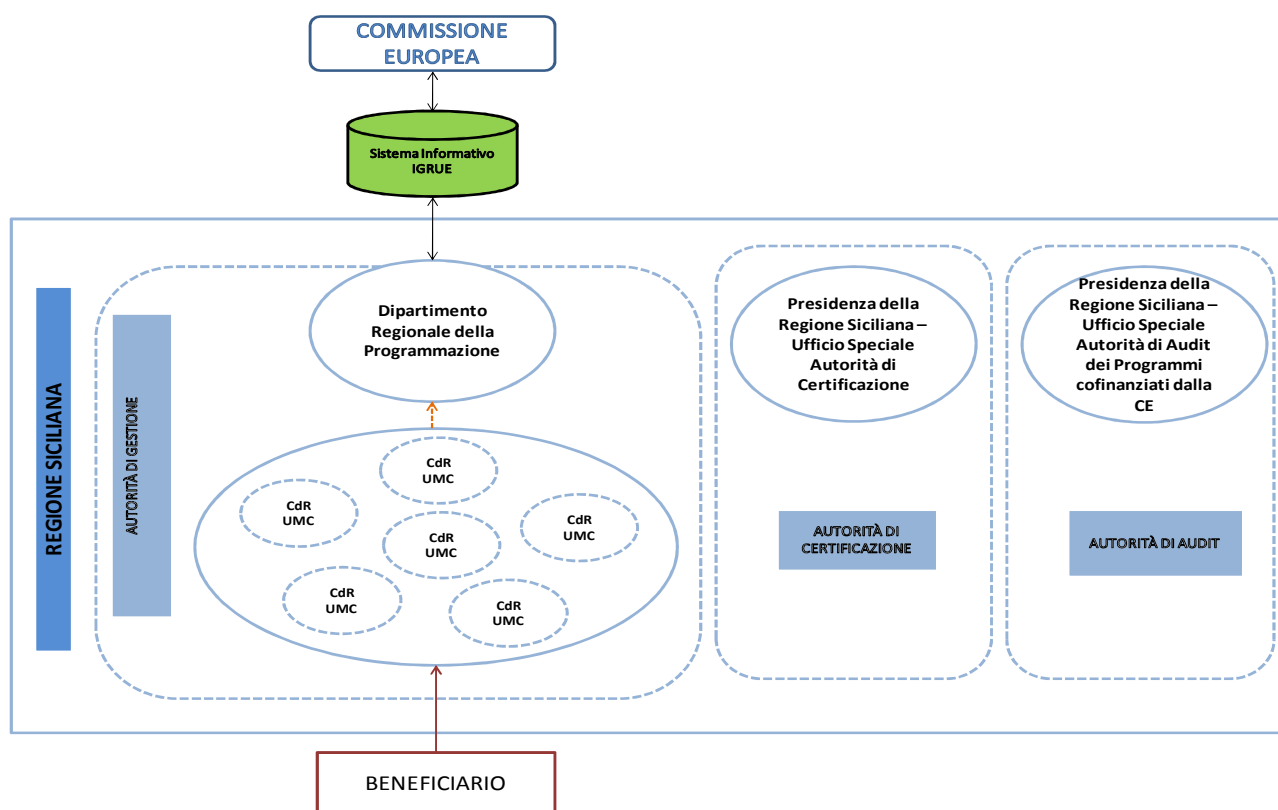 COMMISSIONE
EUROPEA
Sistema Informativo
IGRUE
REGIONE SICILIANA
AUTORITÀ DI GESTIONE
Dipartimento
Regionale della
Programmazione
CdR
UMC
CdR
UMC
CdR
UMC
CdR
UMC
CdR
UMC
CdR
UMC
Presidenza della
Regione Siciliana –
Ufficio Speciale
Autorità di
Certificazione
AUTORITÀ DI
CERTIFICAZIONE
Presidenza della
Regione Siciliana –
Ufficio Speciale
Autorità di Audit
dei Programmi
cofinanziati dalla
CE
AUTORITÀ DI AUDIT
BENEFICIARIO